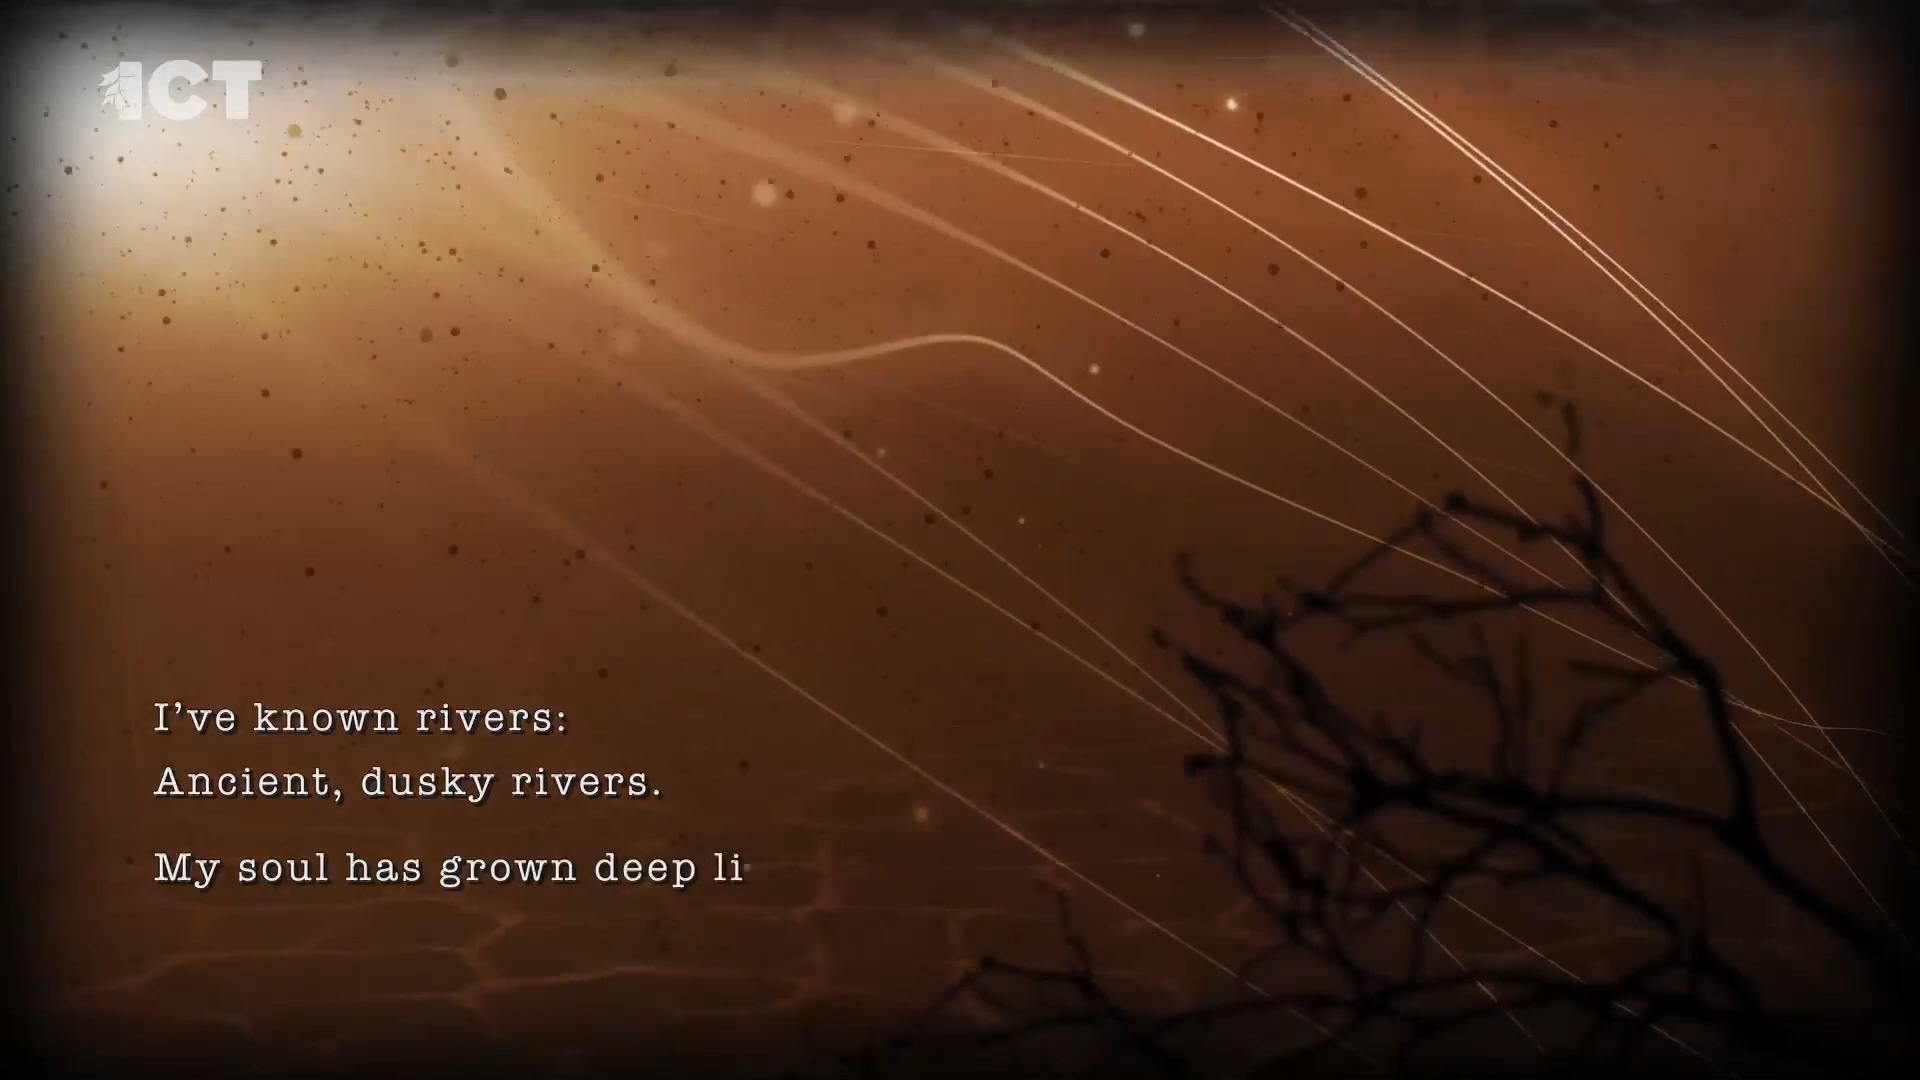 ICT
I’ve known rivers:
Ancient, dusky rivers.
My soul has grown deep li